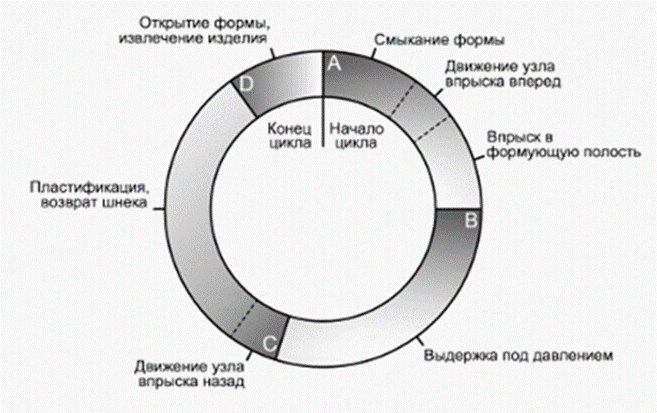 Открытие формы,
извлечение изделия
Смыкание формы
A
D
Движение узла
впрыска вперед
Конец
цикла
Начало
цикла
Впрыск в
формующую полость
Пластификация,
возврат шнека
B
C
Выдержка под давлением
Движение узла
впрыска назад